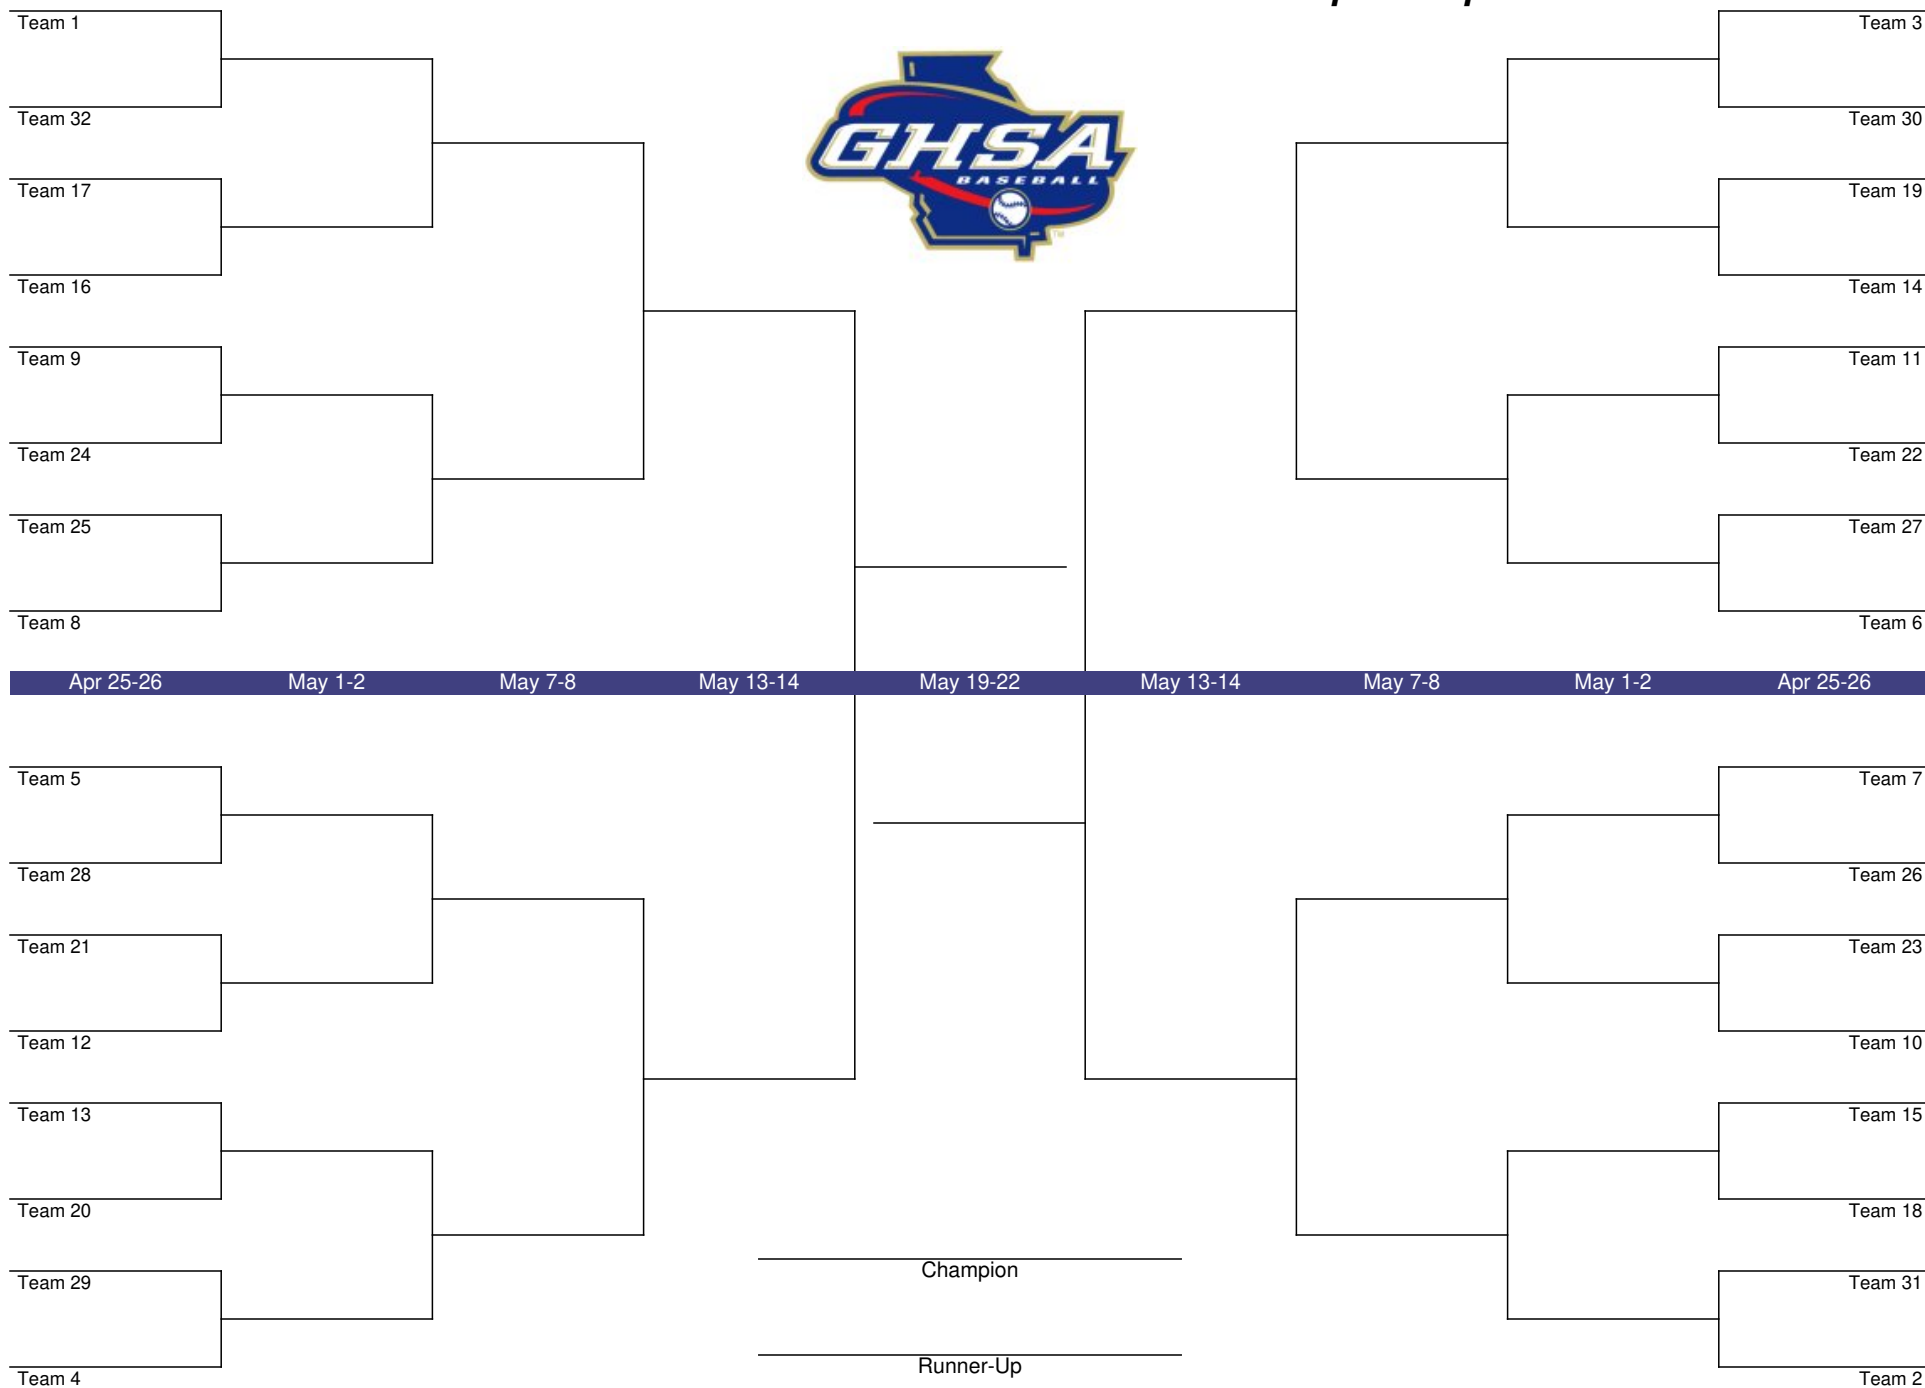 Team 1
Team 32
Team 17
Team 16
Team 9
Team 24
Team 25
Team 8
GHSA
BASEBALL
TM
Team 3
Team 30
Team 19
Team 14
Team 11
Team 22
Team 27
Team 6
Apr 25-26 May 1-2 May 7-8 May 13-14 May 19-22 May 13-14 May 7-8 May 1-2 Apr 25-26
Team 5
Team 28
Team 21
Team 12
Team 13
Team 20
Team 29
Team 4
Champion
Runner-Up
Team 7
Team 26
Team 23
Team 10
Team 15
Team 18
Team 31
Team 2